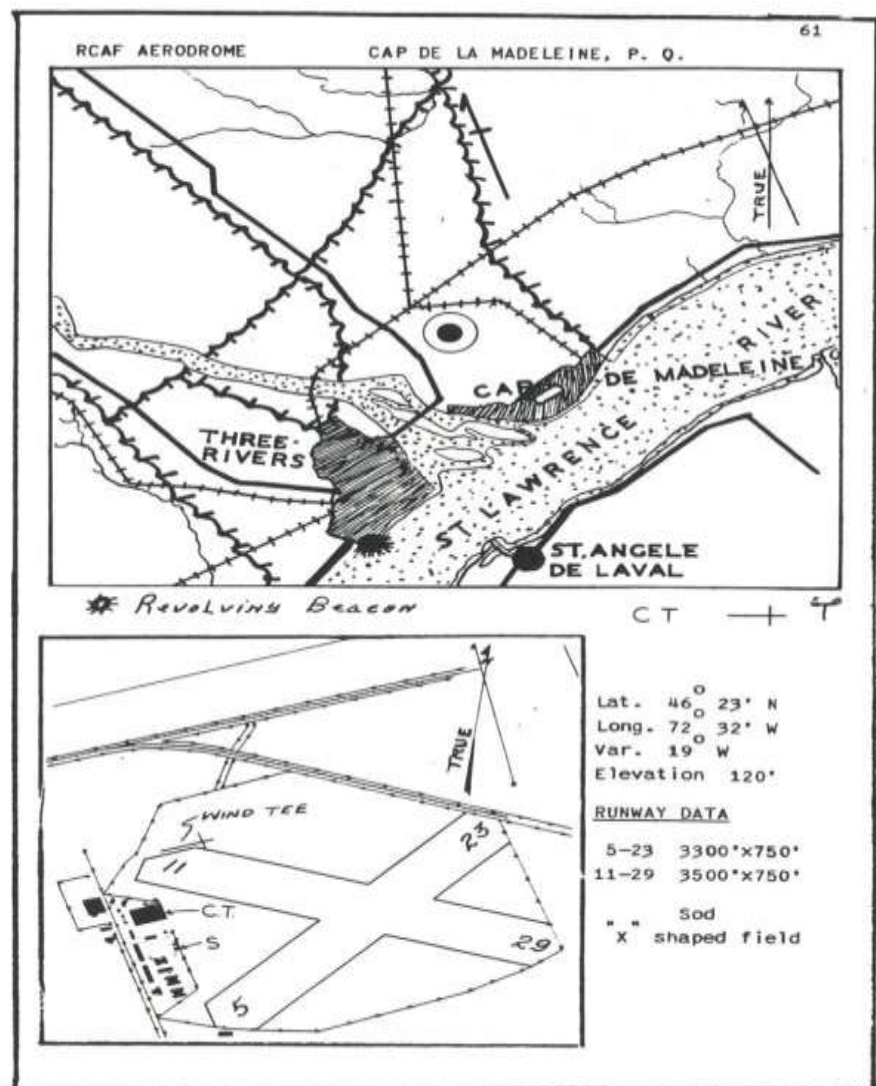 61
RCAF AERODROME CAP DE LA MADELEINE, P. Q.
TRUE
RIVER
CAP DE MADELEINE
THREE-
RIVERS
ST LAWRENCE
ST. ANGELE
DE LAVAL
Revolving Beacon
CT
TRUE
WIND TEE
23
11
C.T.
S
29
5
Lat. 46° 23' N
Long. 72° 32' W
Var. 19° W
Elevation 120'
RUNWAY DATA
5-23 3300'x750'
11-29 3500'x750'
Sod
"X" shaped field